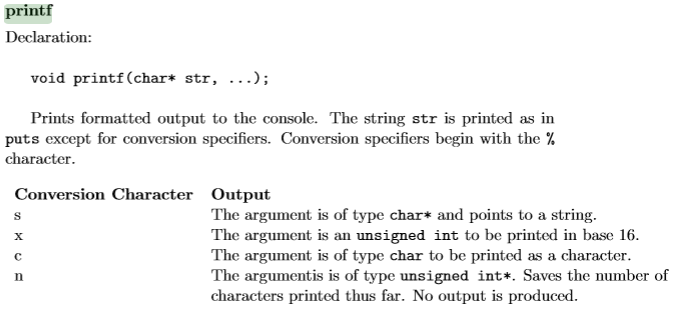 printf
Declaration:
void printf(char* str, ...);
Prints formatted output to the console. The string str is printed as in
puts except for conversion specifiers. Conversion specifiers begin with the %
character.
Conversion Character Output
s The argument is of type char* and points to a string.
x The argument is an unsigned int to be printed in base 16.
c The argument is of type char to be printed as a character.
n The argumentis is of type unsigned int*. Saves the number of
characters printed thus far. No output is produced.